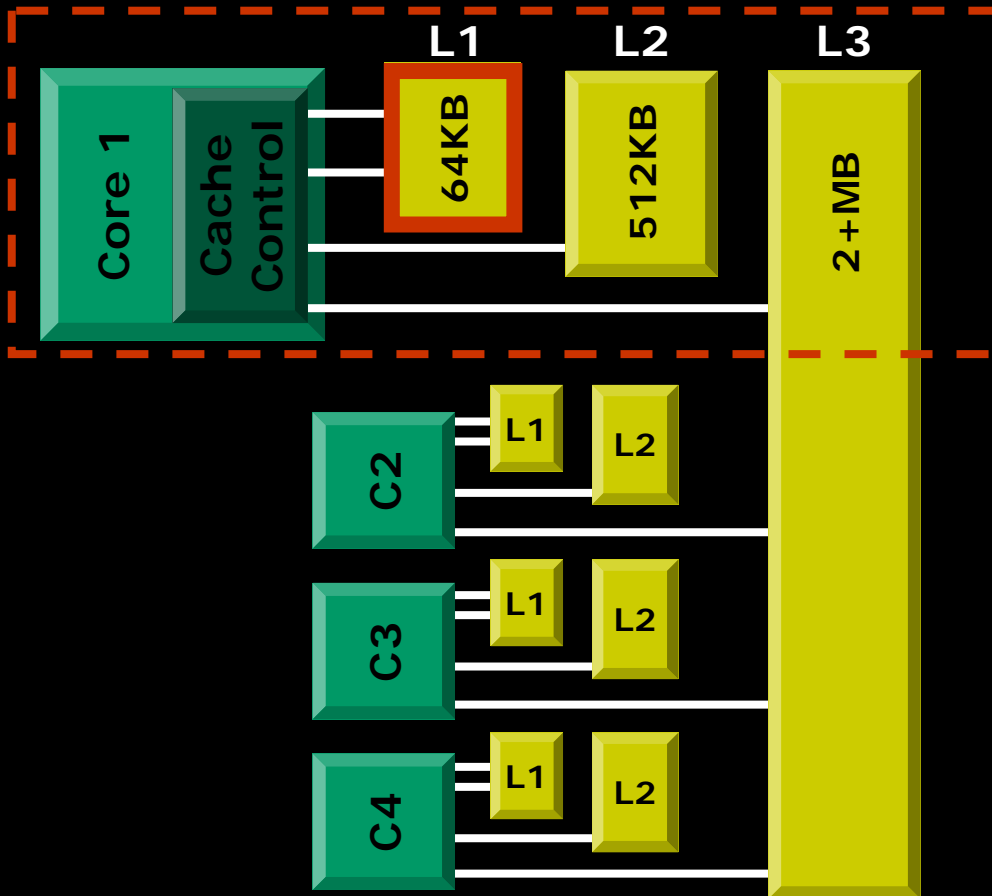 L1 L2 L3
Core 1
Cache
Control
64KB
512KB
2+MB
C2
L1
L2
C3
L1
L2
C4
L1
L2